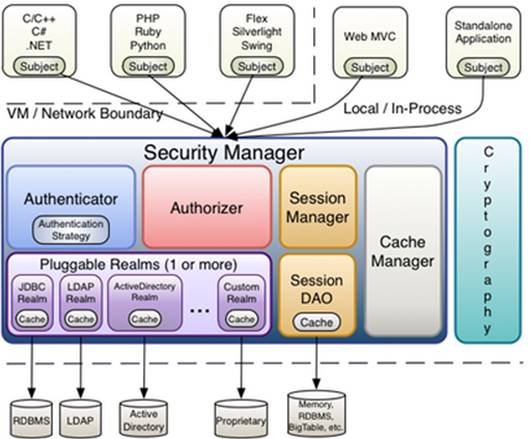 C/C++
C#
.NET
Subject
PHP
Ruby
Python
Subject
Flex
Silverlight
Swing
Subject
Web MVC
Subject
Standalone
Application
Subject
VM / Network Boundary
Local / In-Process
Security Manager
Authenticator
Authentication
Strategy
Authorizer
Session
Manager
Cache
Manager
Cryptography
Pluggable Realms (1 or more)
JDBC
Realm
Cache
LDAP
Realm
Cache
ActiveDirectory
Realm
Cache
...
Custom
Realm
Cache
Session
DAO
Cache
RDBMS
LDAP
Active
Directory
Proprietary
Memory,
RDBMS,
BigTable, etc.